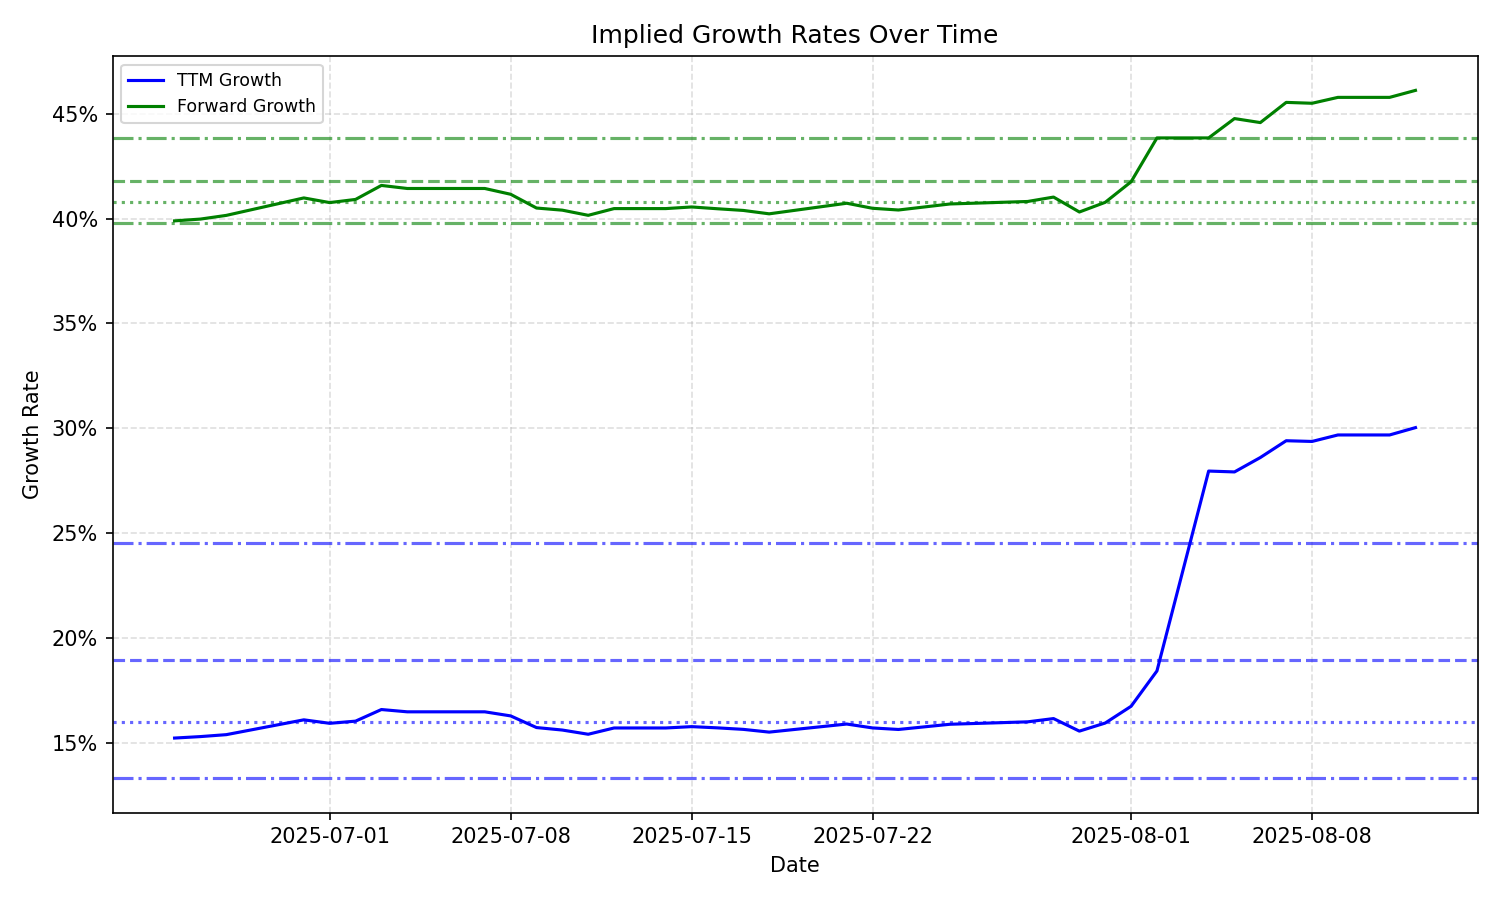 Implied Growth Rates Over Time
TTM Growth
Forward Growth
45%
40%
35%
30%
25%
20%
15%
Growth Rate
2025-07-01
2025-07-08
2025-07-15
2025-07-22
2025-08-01
2025-08-08
Date